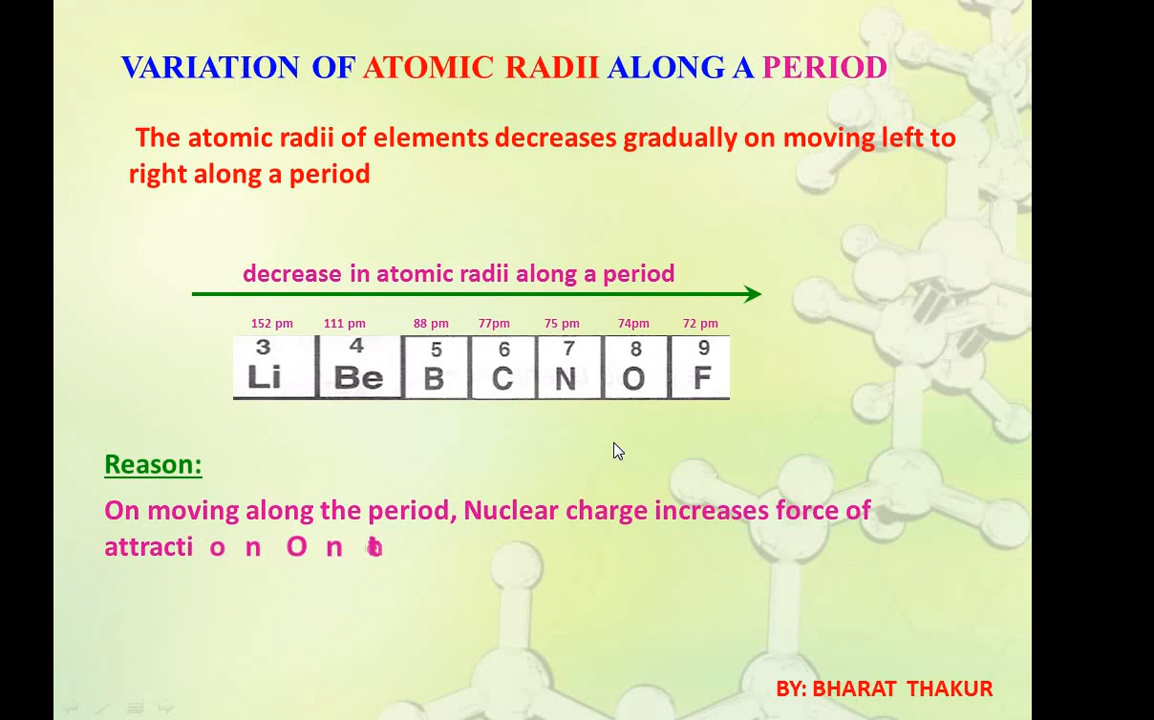 VARIATION OF ATOMIC RADII ALONG A PERIOD
The atomic radii of elements decreases gradually on moving left to
right along a period
decrease in atomic radii along a period
152 pm 111 pm 88 pm 77pm 75 pm 74pm 72 pm
3 4 5 6 7 8 9
Li Be B C N O F
Reason:
On moving along the period, Nuclear charge increases force of
attracti o n O n
BY: BHARAT THAKUR